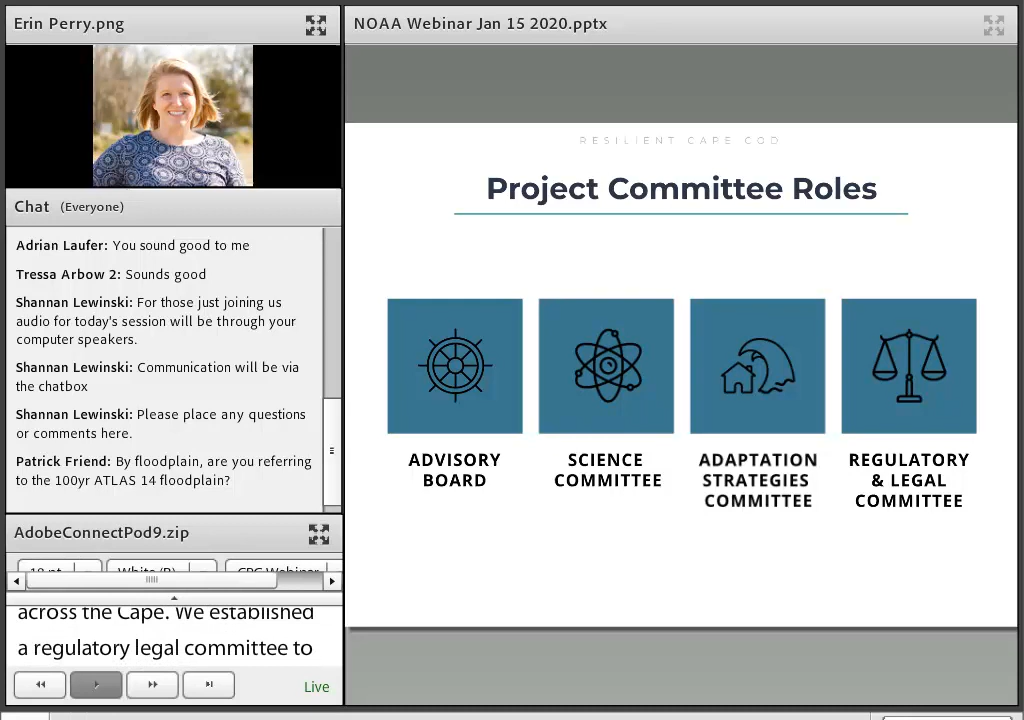 Erin Perry.png
NOAA Webinar Jan 15 2020.pptx
Chat (Everyone)
Adrian Laufer: You sound good to me
Tressa Arbow 2: Sounds good
Shannan Lewinski: For those just joining us
audio for today's session will be through your
computer speakers.
Shannan Lewinski: Communication will be via
the chatbox
Shannan Lewinski: Please place any questions
or comments here.
Patrick Friend: By floodplain, are you referring
to the 100yr ATLAS 14 floodplain?
AdobeConnectPod9.zip
across the Cape. We established
a regulatory legal committee to
Live
RESILIENT CAPE COD
Project Committee Roles
ADVISORY
BOARD
SCIENCE
COMMITTEE
ADAPTATION
STRATEGIES
COMMITTEE
REGULATORY
& LEGAL
COMMITTEE